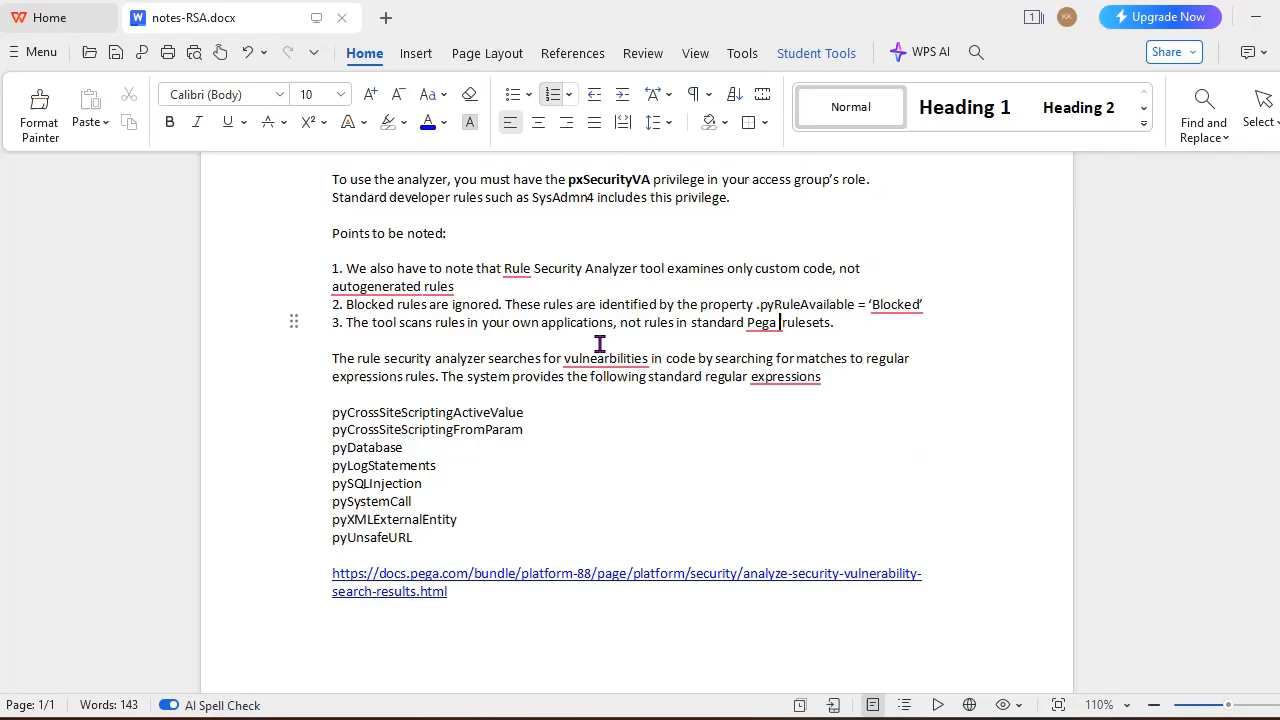 Home
notes-RSA.docx
1
KK
Upgrade Now
Menu
Home
Insert
Page Layout
References
Review
View
Tools
Student Tools
WPS AI
Share
Format Painter
Paste
Calibri (Body)
10
Normal
Heading 1
Heading 2
Find and Replace
Select
To use the analyzer, you must have the pxSecurityVA privilege in your access group’s role.
Standard developer rules such as SysAdmn4 includes this privilege.
Points to be noted:
1. We also have to note that Rule Security Analyzer tool examines only custom code, not
autogenerated rules
2. Blocked rules are ignored. These rules are identified by the property .pyRuleAvailable = ‘Blocked’
3. The tool scans rules in your own applications, not rules in standard Pega rulesets.
The rule security analyzer searches for vulnearbilities in code by searching for matches to regular
expressions rules. The system provides the following standard regular expressions
pyCrossSiteScriptingActiveValue
pyCrossSiteScriptingFromParam
pyDatabase
pyLogStatements
pySQLInjection
pySystemCall
pyXMLExternalEntity
pyUnsafeURL
https://docs.pega.com/bundle/platform-88/page/platform/security/analyze-security-vulnerability-
search-results.html
Page: 1/1
Words: 143
AI Spell Check
110%